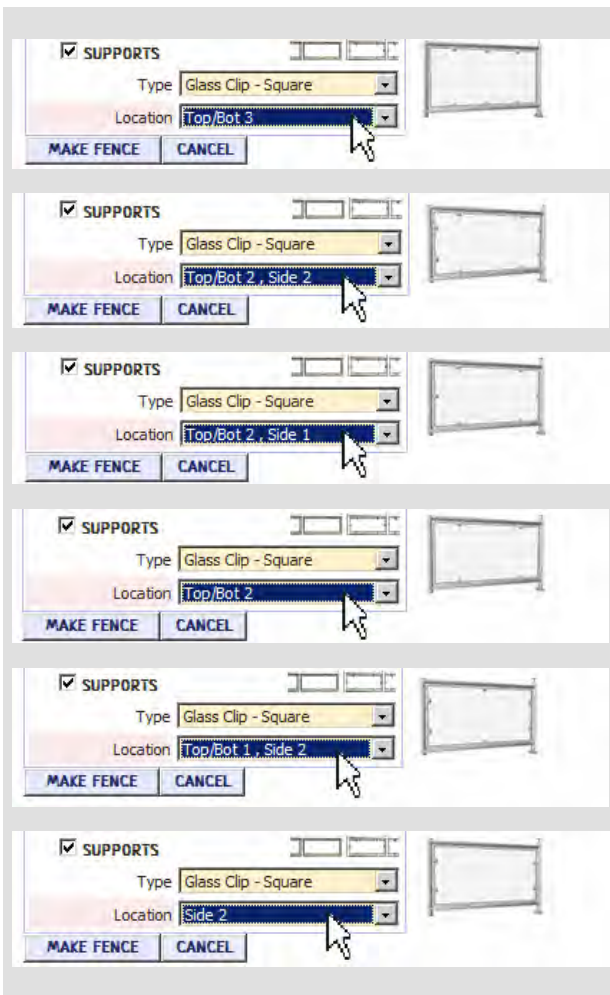 SUPPORTS
Type Glass Clip - Square
Location Top/Bot 3
MAKE FENCE CANCEL
SUPPORTS
Type Glass Clip - Square
Location Top/Bot 2 , Side 2
MAKE FENCE CANCEL
SUPPORTS
Type Glass Clip - Square
Location Top/Bot 2 , Side 1
MAKE FENCE CANCEL
SUPPORTS
Type Glass Clip - Square
Location Top/Bot 2
MAKE FENCE CANCEL
SUPPORTS
Type Glass Clip - Square
Location Top/Bot 1 , Side 2
MAKE FENCE CANCEL
SUPPORTS
Type Glass Clip - Square
Location Side 2
MAKE FENCE CANCEL